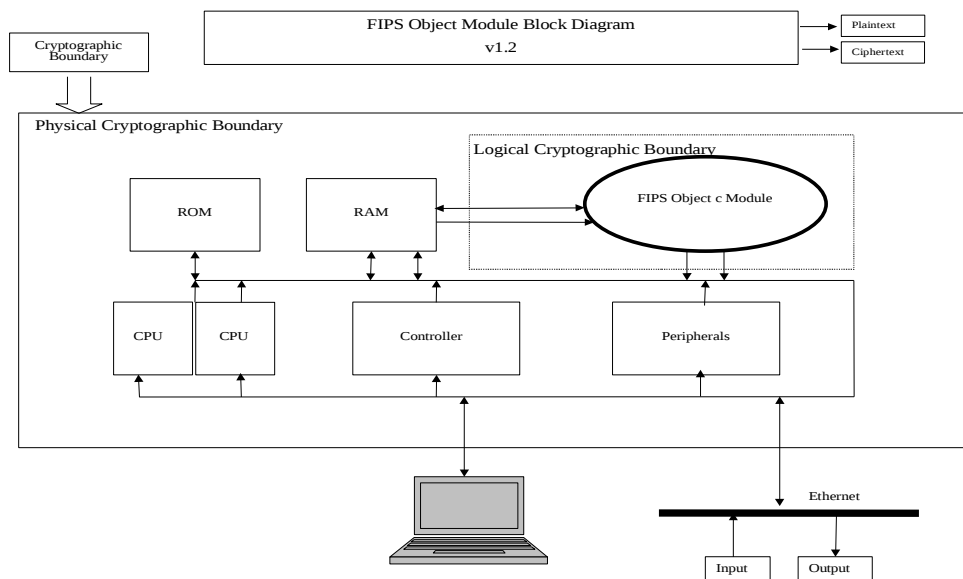 FIPS Object Module Block Diagram
v1.2
Plaintext
Ciphertext
Cryptographic
Boundary
Physical Cryptographic Boundary
Logical Cryptographic Boundary
ROM
RAM
FIPS Object c Module
CPU
CPU
Controller
Peripherals
Ethernet
Input
Output